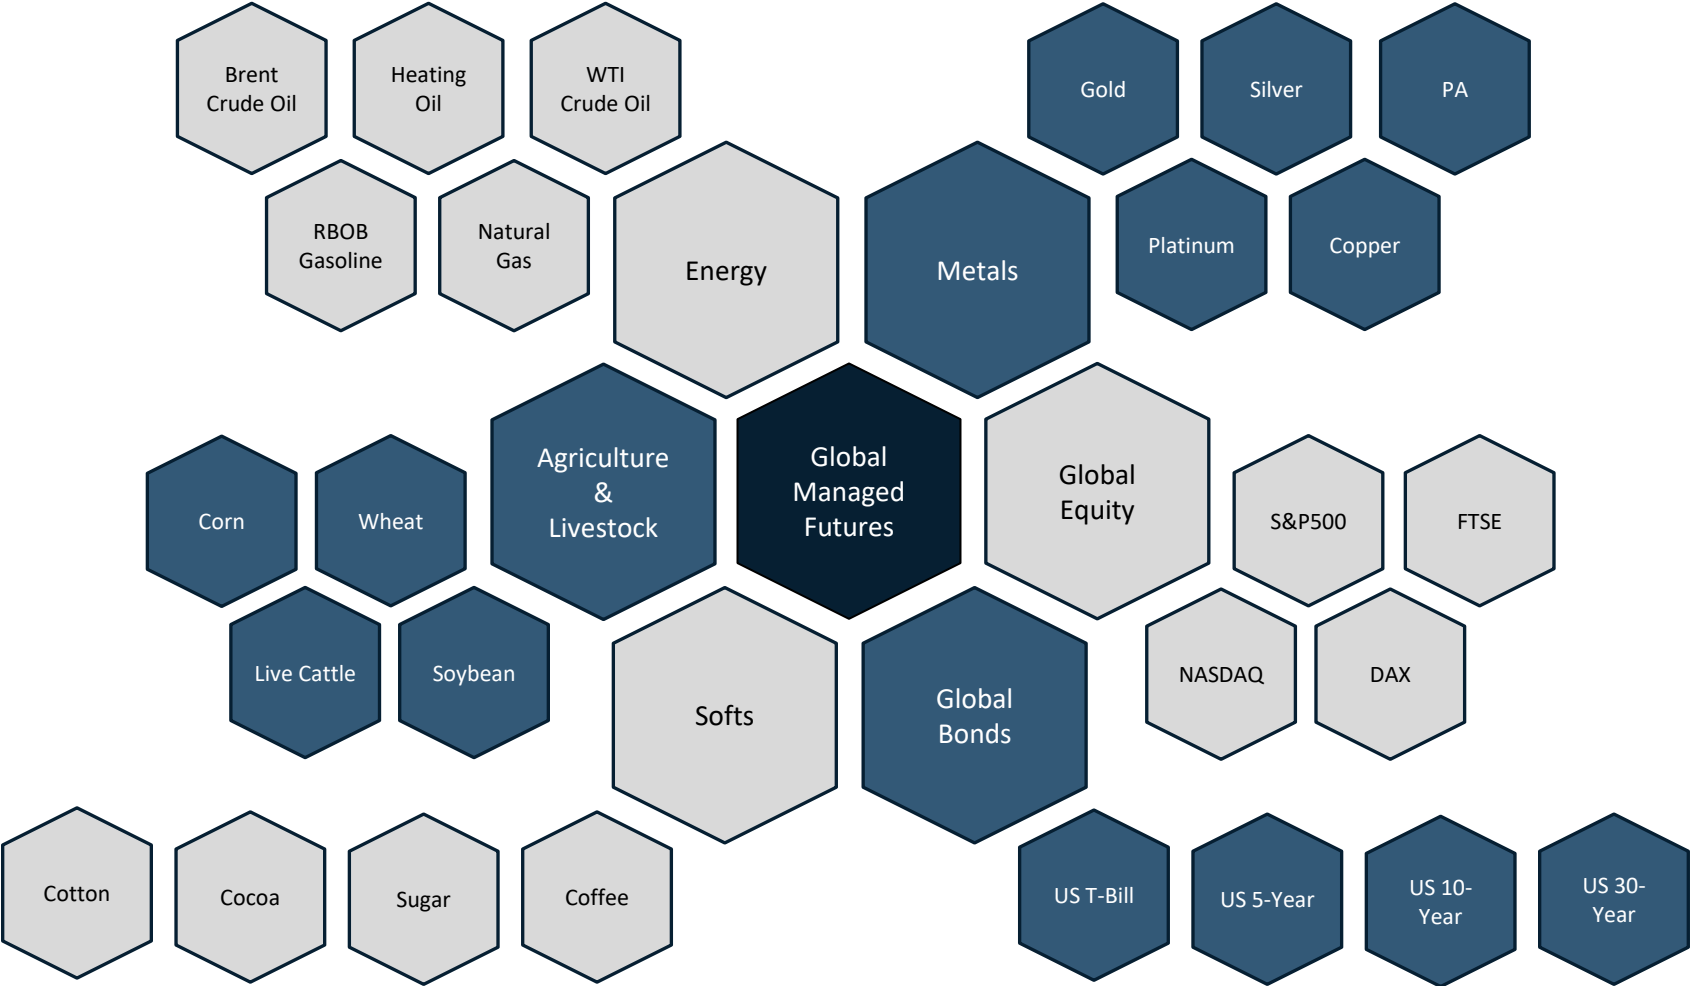 Brent
Crude Oil
Heating
Oil
WTI
Crude Oil
RBOB
Gasoline
Natural
Gas
Energy
Gold
Silver
PA
Platinum
Copper
Metals
Agriculture
&
Livestock
Global
Managed
Futures
Global
Equity
Corn
Wheat
Live Cattle
Soybean
S&P500
FTSE
NASDAQ
DAX
Softs
Global
Bonds
Cotton
Cocoa
Sugar
Coffee
US T-Bill
US 5-Year
US 10-
Year
US 30-
Year